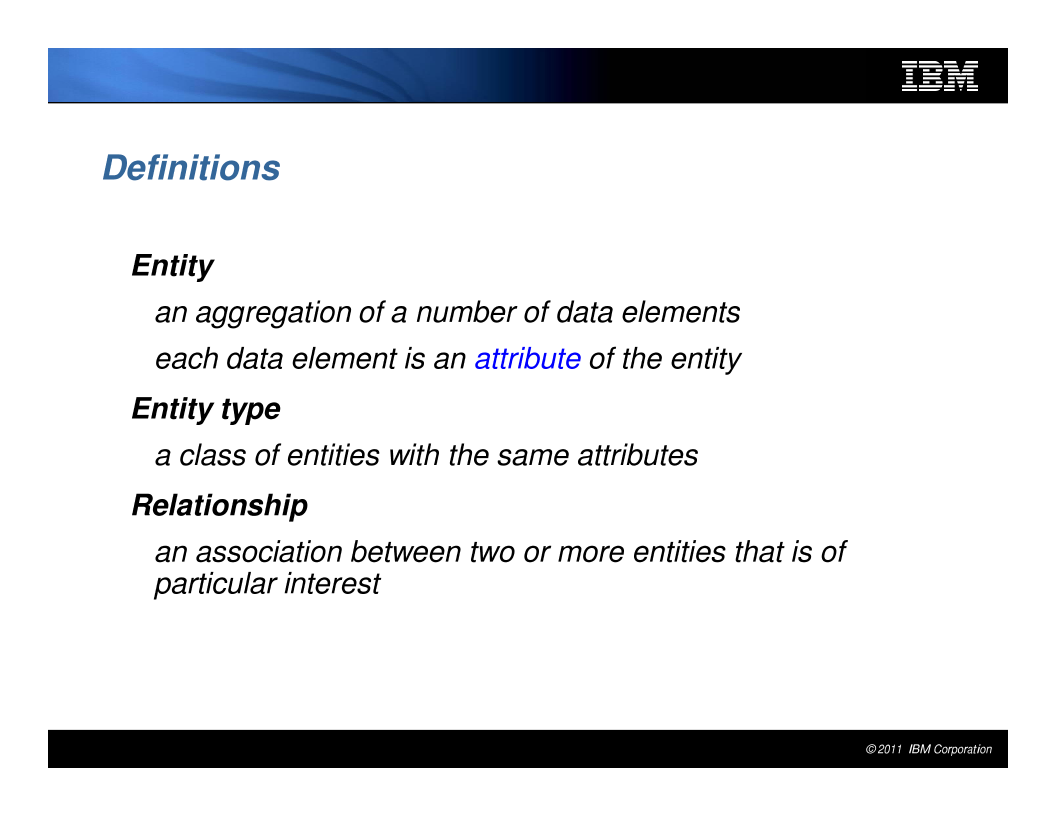 IBM
Definitions
Entity
an aggregation of a number of data elements
each data element is an attribute of the entity
Entity type
a class of entities with the same attributes
Relationship
an association between two or more entities that is of
particular interest
© 2011 IBM Corporation